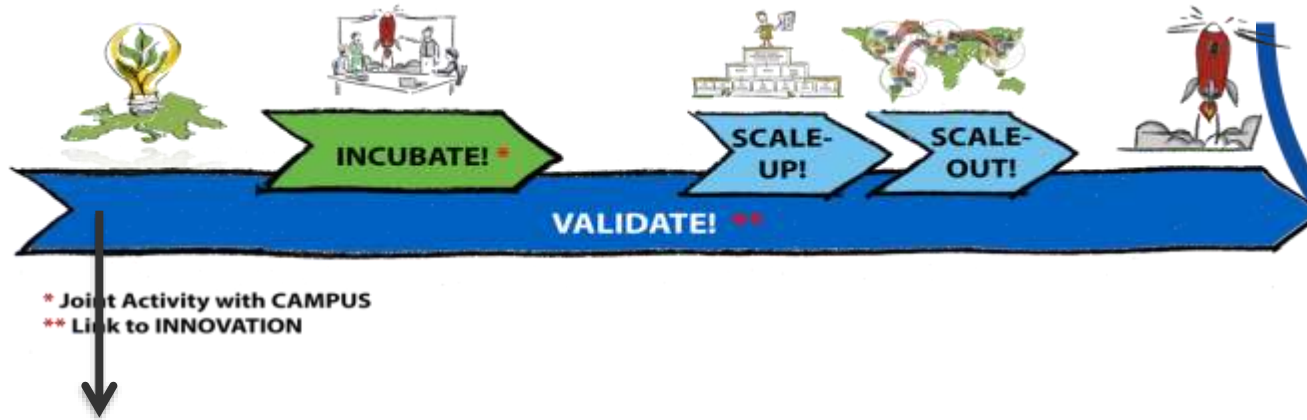 INCUBATE! *
SCALE-
UP!
SCALE-
OUT!
VALIDATE! **
* Joint Activity with CAMPUS
** Link to INNOVATION